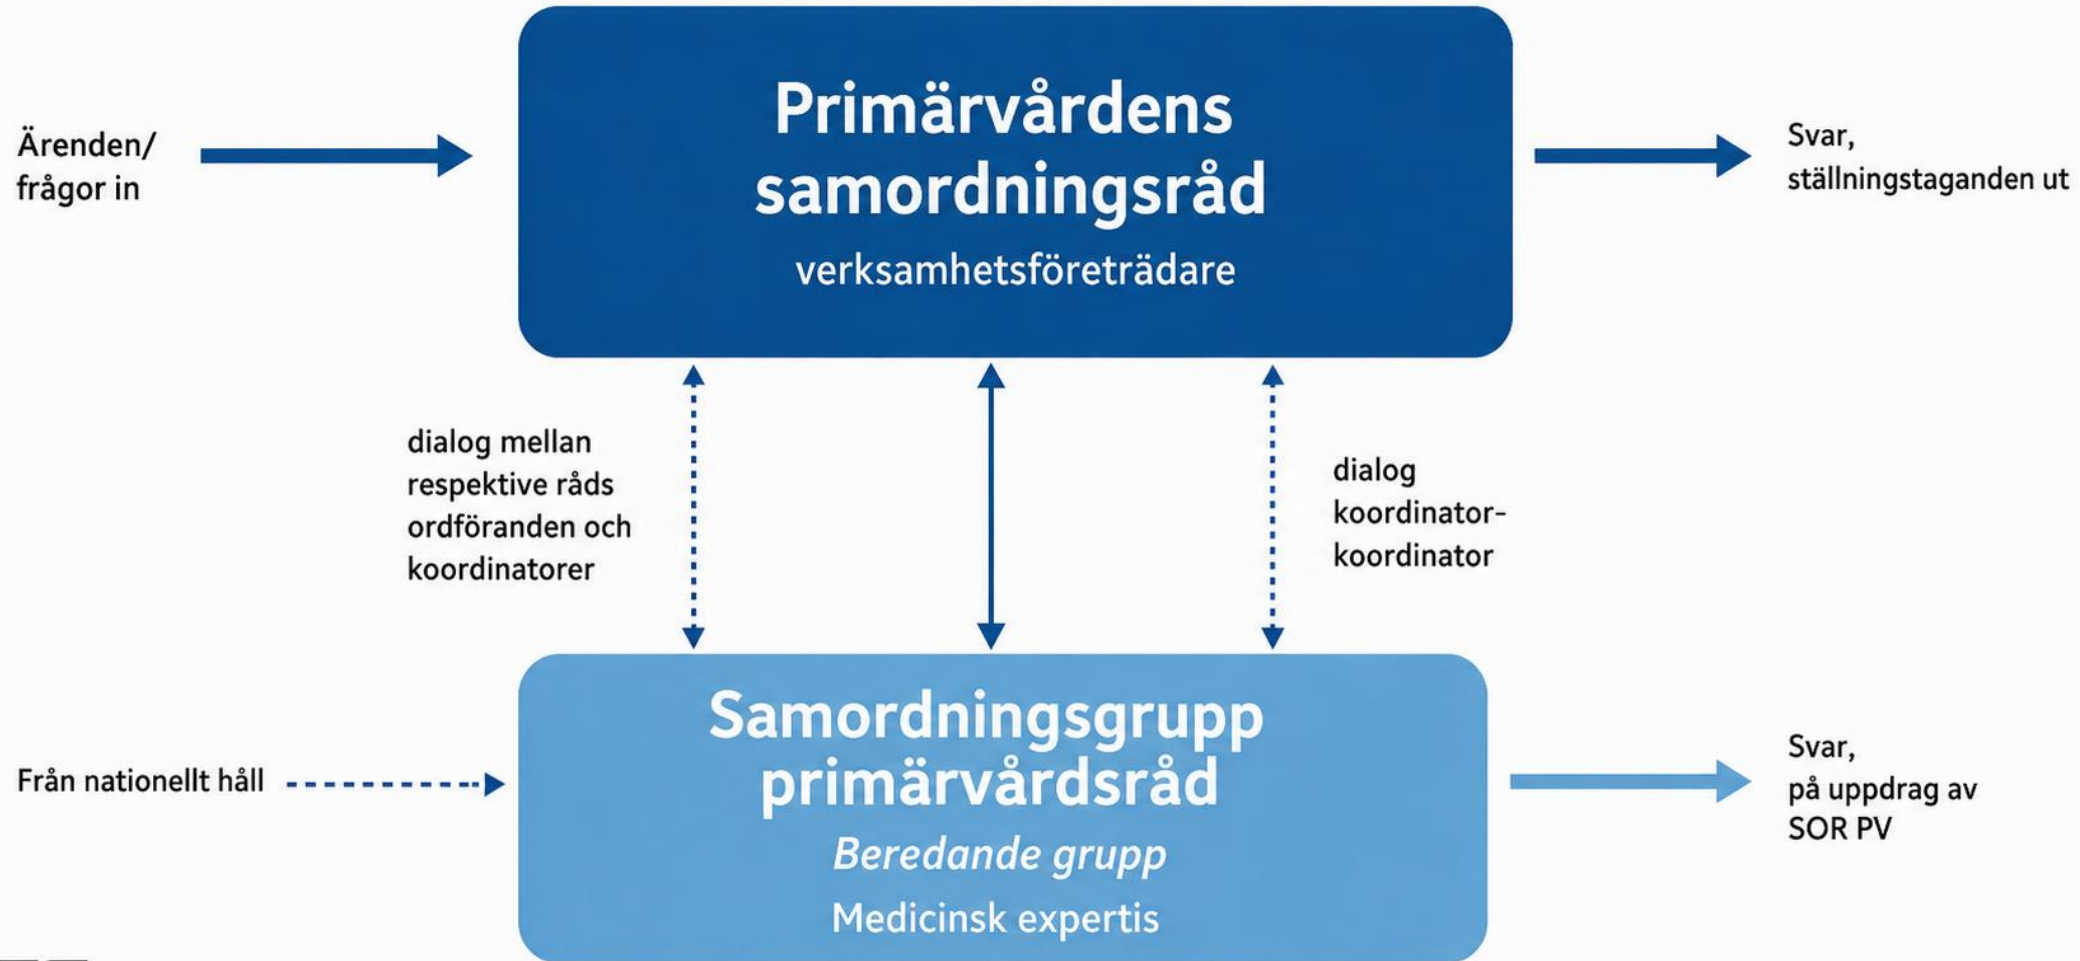 Primärvårdens
samordningsråd
verksamhetsföreträdare
Ärenden/
frågor in
Svar,
ställningstaganden ut
dialog mellan
respektive råds
ordföranden och
koordinatorer
dialog
koordinator-
koordinator
Från nationellt håll
Samordningsgrupp
primärvårdsråd
Beredande grupp
Medicinsk expertis
Svar,
på uppdrag av
SOR PV